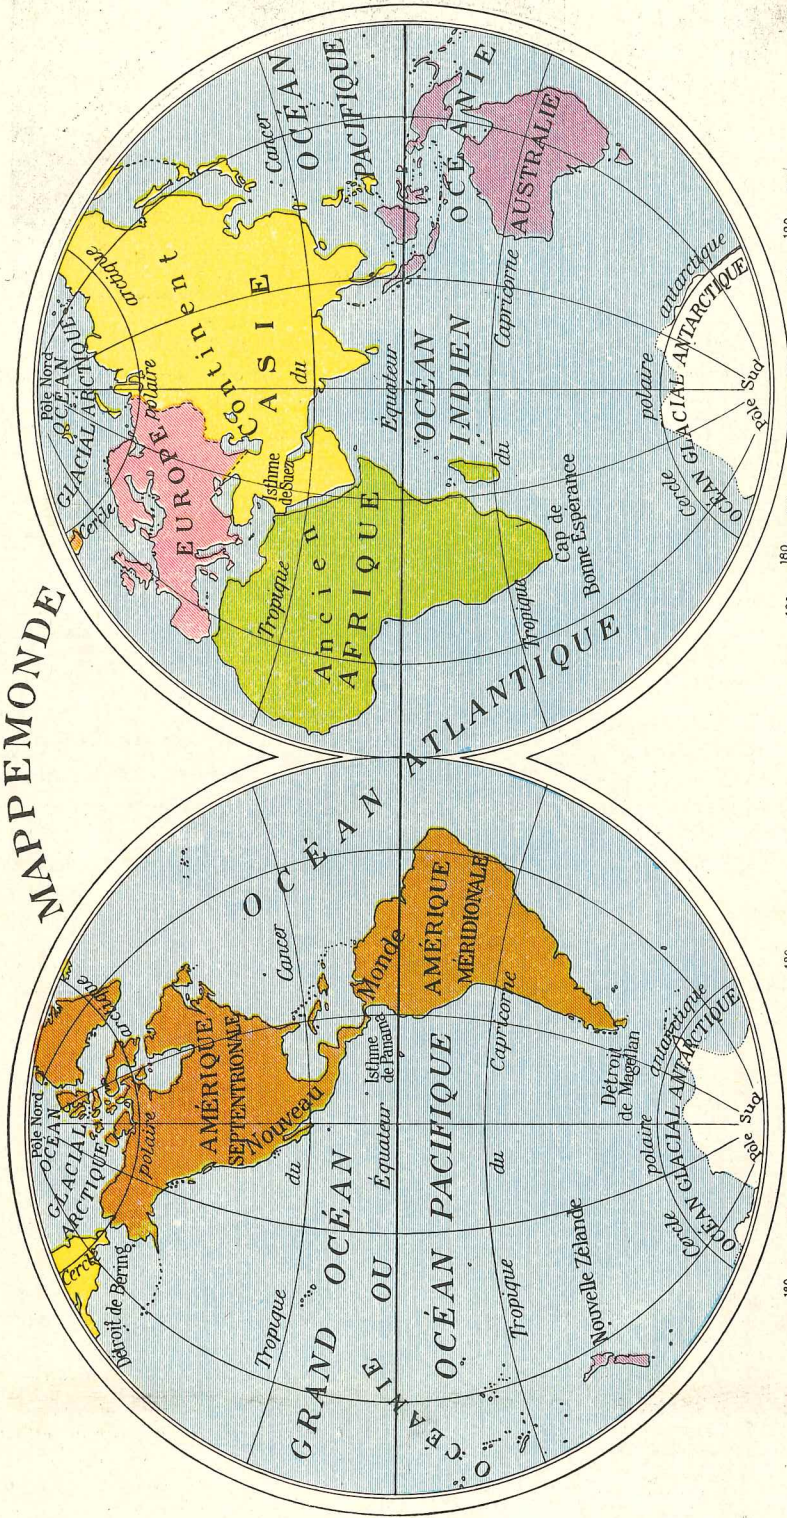 MAPPEMONDE
Pôle Nord
OCÉAN
GLACIAL
ARCTIQUE
Cercle
polaire
arctique
Détroit de Bering
AMÉRIQUE
SEPTENTRIONALE
Nouveau
Monde
Tropique
du
Cancer
GRAND OCÉAN
OU
OCÉAN PACIFIQUE
Équateur
Isthme
de Panama
OCÉANIE
AMÉRIQUE
MÉRIDIONALE
Tropique
du
Capricorne
Nouvelle Zélande
Détroit
de Magellan
Cercle
polaire
antarctique
OCÉAN GLACIAL ANTARCTIQUE
Pôle Sud
OCÉAN ATLANTIQUE
Pôle Nord
OCÉAN
GLACIAL ARCTIQUE
Cercle
polaire
arctique
EUROPE
Continent
ASIE
Isthme
de Suez
Ancien
AFRIQUE
Tropique
du
Cancer
OCÉAN
PACIFIQUE
Équateur
OCÉAN
INDIEN
OCÉANIE
AUSTRALIE
Tropique
du
Capricorne
Cap de
Bonne Espérance
Cercle
polaire
antarctique
OCÉAN GLACIAL ANTARCTIQUE
Pôle Sud
180